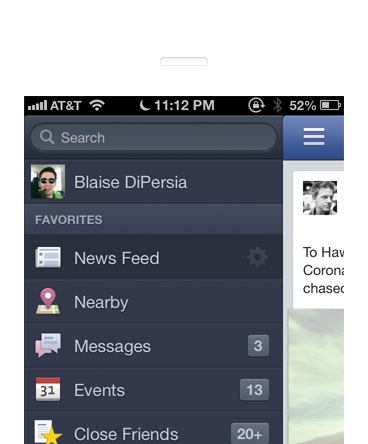 AT&T 11:12 PM 52%
Search
Blaise DiPersia
FAVORITES
News Feed
Nearby
Messages 3
31 Events 13
Close Friends 20+
To Haw
Corona
chased